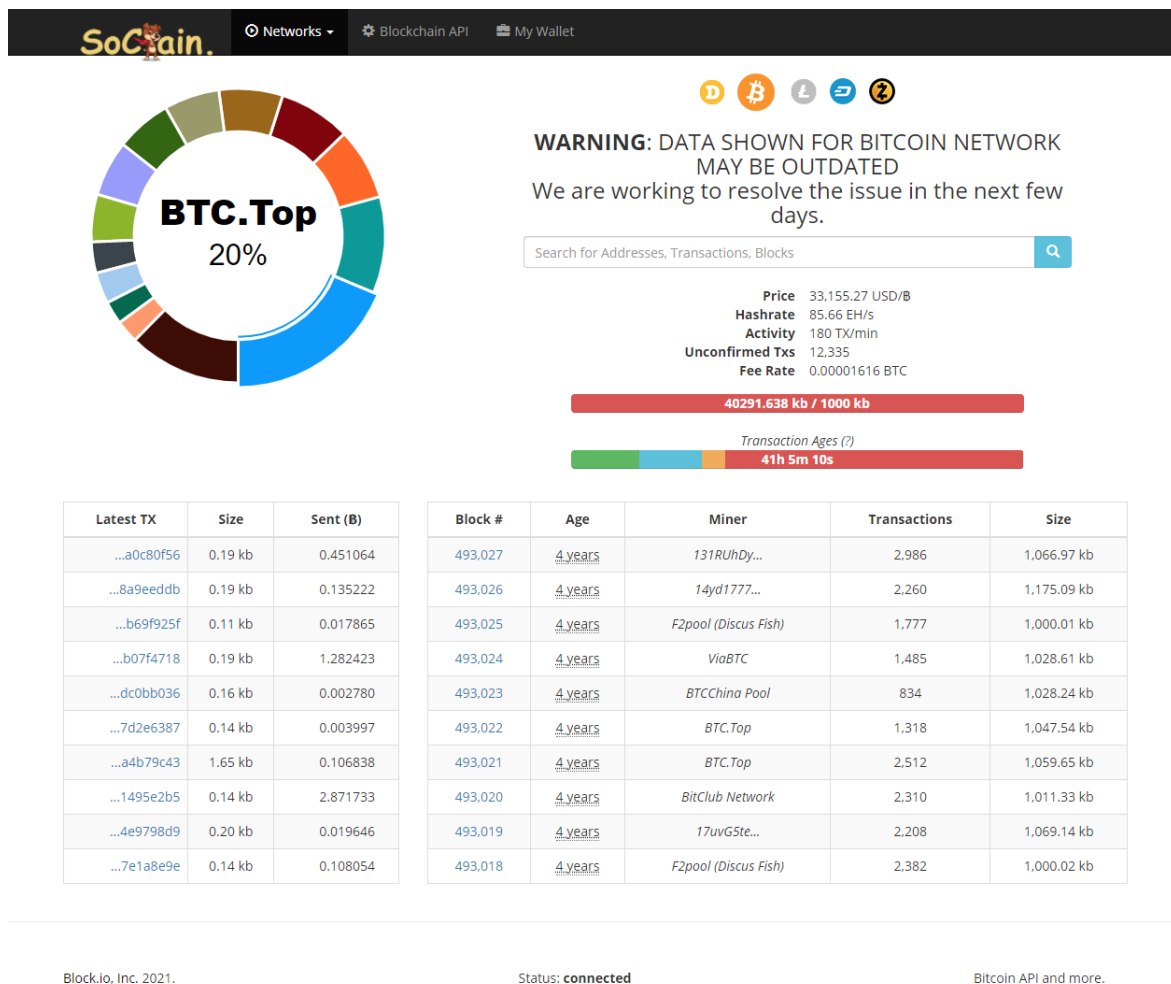 SoChain.
Networks
Blockchain API
My Wallet
BTC.Top
20%
WARNING: DATA SHOWN FOR BITCOIN NETWORK
MAY BE OUTDATED
We are working to resolve the issue in the next few
days.
Search for Addresses, Transactions, Blocks
Price 33,155.27 USD/฿
Hashrate 85.66 EH/s
Activity 180 TX/min
Unconfirmed Txs 12,335
Fee Rate 0.00001616 BTC
40291.638 kb / 1000 kb
Transaction Ages (?)
41h 5m 10s
Latest TX Size Sent (฿)
...a0c80f56 0.19 kb 0.451064
...8a9eeddb 0.19 kb 0.135222
...b69f925f 0.11 kb 0.017865
...b07f4718 0.19 kb 1.282423
...dc0bb036 0.16 kb 0.002780
...7d2e6387 0.14 kb 0.003997
...a4b79c43 1.65 kb 0.106838
...1495e2b5 0.14 kb 2.871733
...4e9798d9 0.20 kb 0.019646
...7e1a8e9e 0.14 kb 0.108054
Block # Age Miner Transactions Size
493,027 4 years 131RUhDy... 2,986 1,066.97 kb
493,026 4 years 14yd1777... 2,260 1,175.09 kb
493,025 4 years F2pool (Discus Fish) 1,777 1,000.01 kb
493,024 4 years ViaBTC 1,485 1,028.61 kb
493,023 4 years BTCChina Pool 834 1,028.24 kb
493,022 4 years BTC.Top 1,318 1,047.54 kb
493,021 4 years BTC.Top 2,512 1,059.65 kb
493,020 4 years BitClub Network 2,310 1,011.33 kb
493,019 4 years 17uvG5te... 2,208 1,069.14 kb
493,018 4 years F2pool (Discus Fish) 2,382 1,000.02 kb
Block.io, Inc. 2021.
Status: connected
Bitcoin API and more.